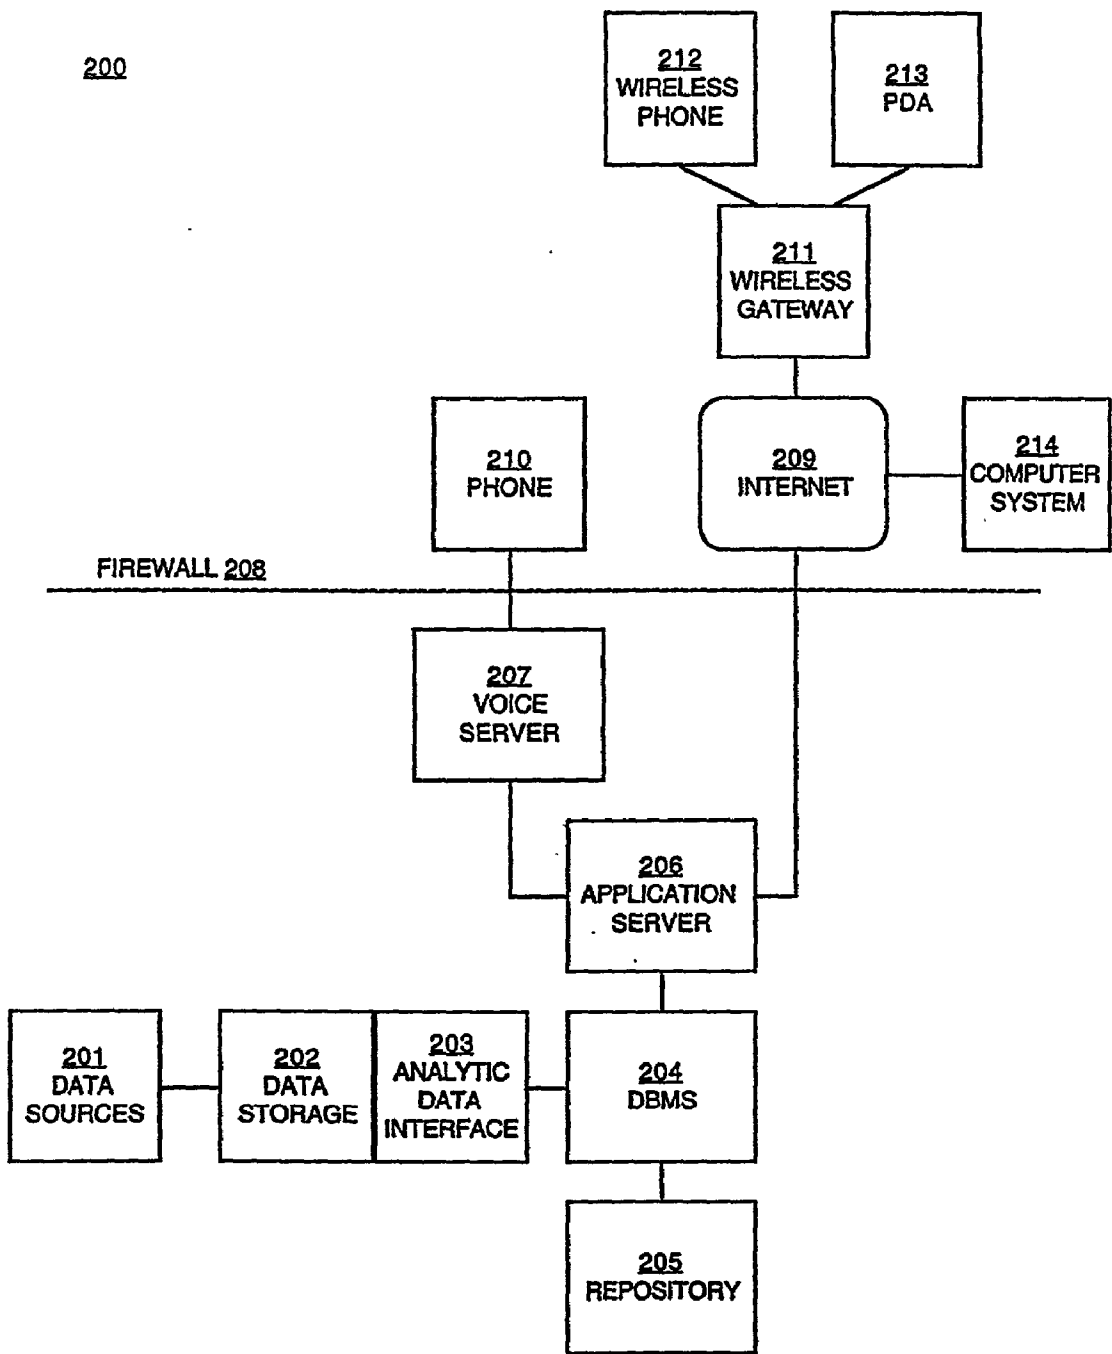 200
212
WIRELESS
PHONE
213
PDA
211
WIRELESS
GATEWAY
210
PHONE
209
INTERNET
214
COMPUTER
SYSTEM
FIREWALL 208
207
VOICE
SERVER
206
APPLICATION
SERVER
201
DATA
SOURCES
202
DATA
STORAGE
203
ANALYTIC
DATA
INTERFACE
204
DBMS
205
REPOSITORY